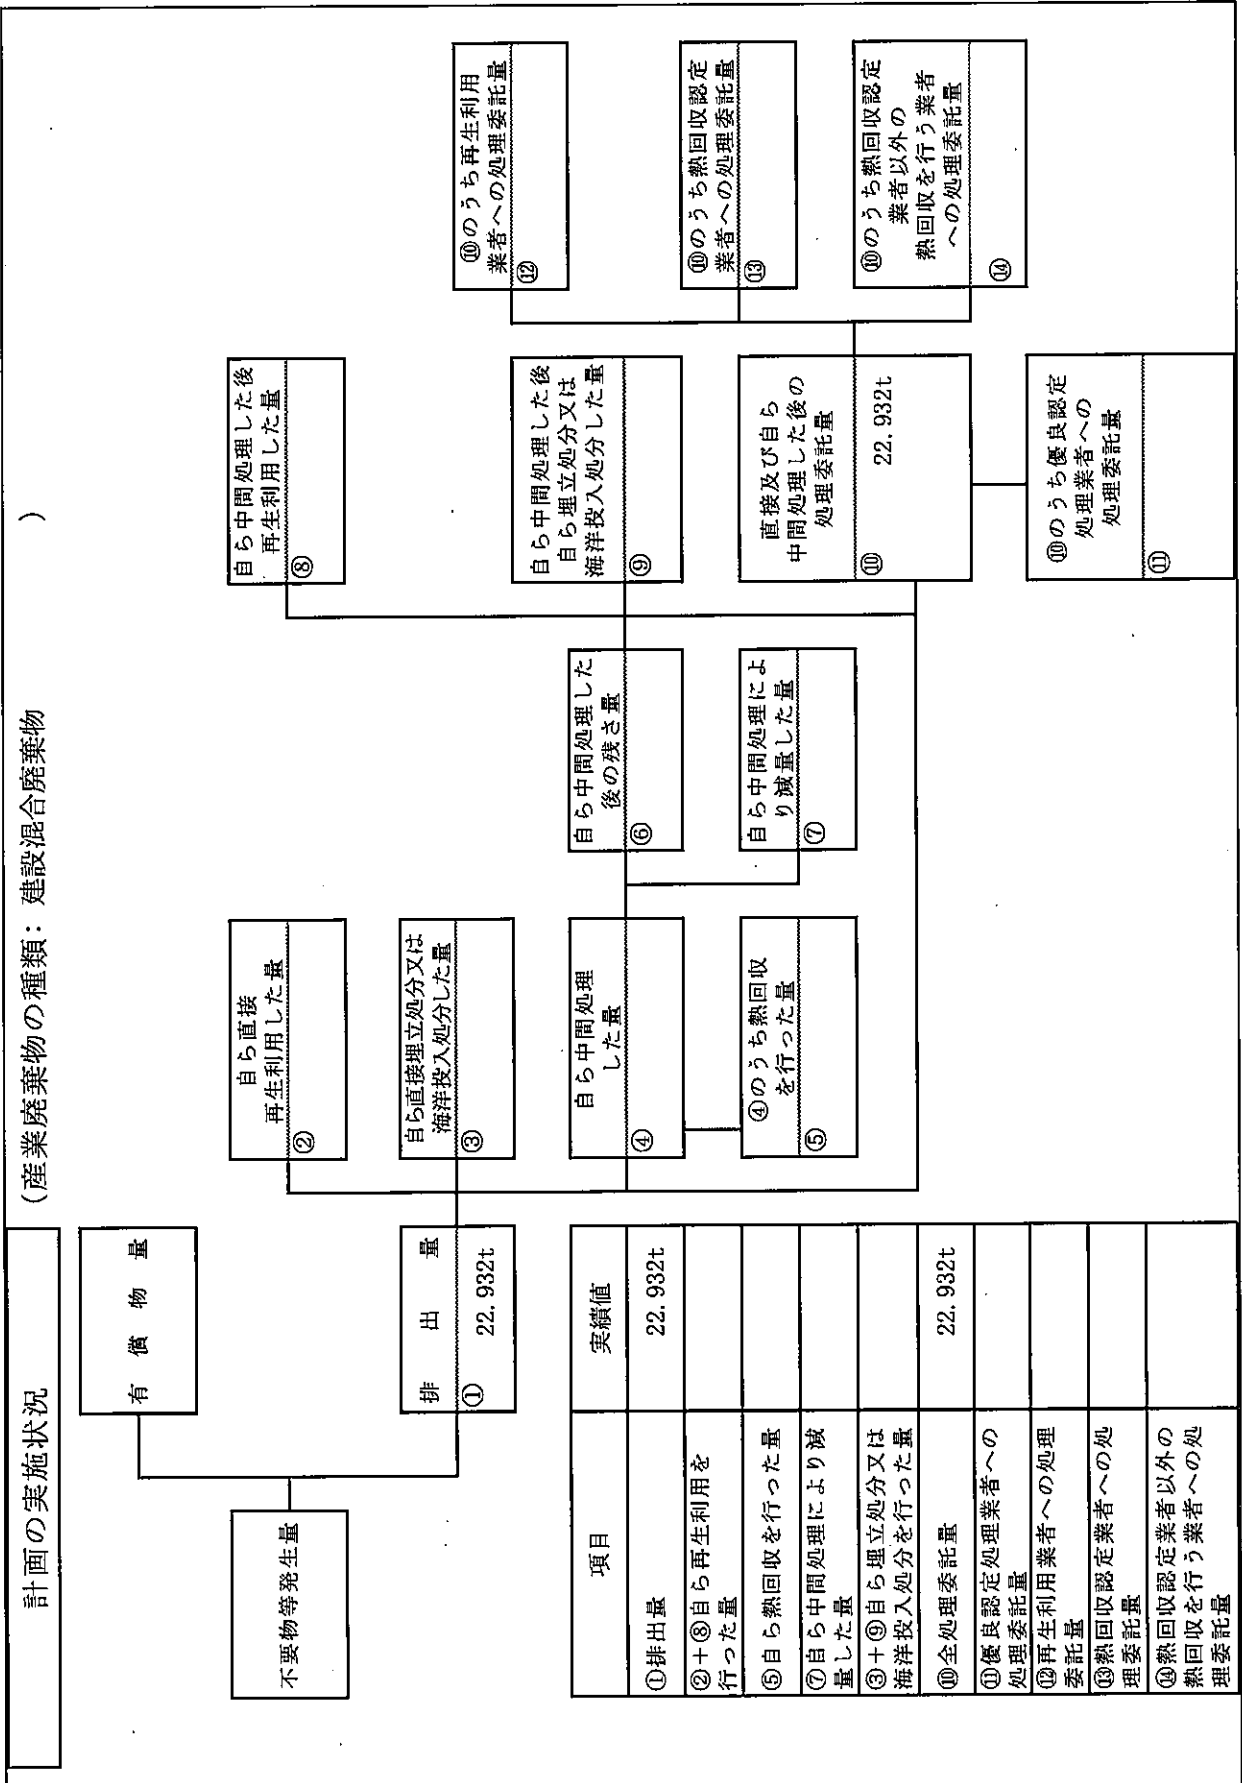 計画の実施状況
（産業廃棄物の種類：建設混合廃棄物　　　　）
不要物等発生量
有償物量
排出量
① 22.932t
自ら直接
再生利用した量
②
自ら直接埋立処分又は
海洋投入処分した量
③
自ら中間処理
した量
④
④のうち熱回収
を行った量
⑤
自ら中間処理した
後の残さ量
⑥
自ら中間処理によ
り減量した量
⑦
自ら中間処理した後
再生利用した量
⑧
自ら中間処理した後
自ら埋立処分又は
海洋投入処分した量
⑨
直接及び自ら
中間処理した後の
処理委託量
⑩ 22.932t
⑩のうち優良認定
処理業者への
処理委託量
⑪
⑩のうち再生利用
業者への処理委託量
⑫
⑩のうち熱回収認定
業者への処理委託量
⑬
⑩のうち熱回収認定
業者以外の
熱回収を行う業者
への処理委託量
⑭
項目 実績値
①排出量 22.932t
②＋⑧自ら再生利用を
行った量
⑤自ら熱回収を行った量
⑦自ら中間処理により減
量した量
③＋⑨自ら埋立処分又は
海洋投入処分を行った量
⑩全処理委託量 22.932t
⑪優良認定処理業者への
処理委託量
⑫再生利用業者への処理
委託量
⑬熱回収認定業者への処
理委託量
⑭熱回収認定業者以外の
熱回収を行う業者への処
理委託量